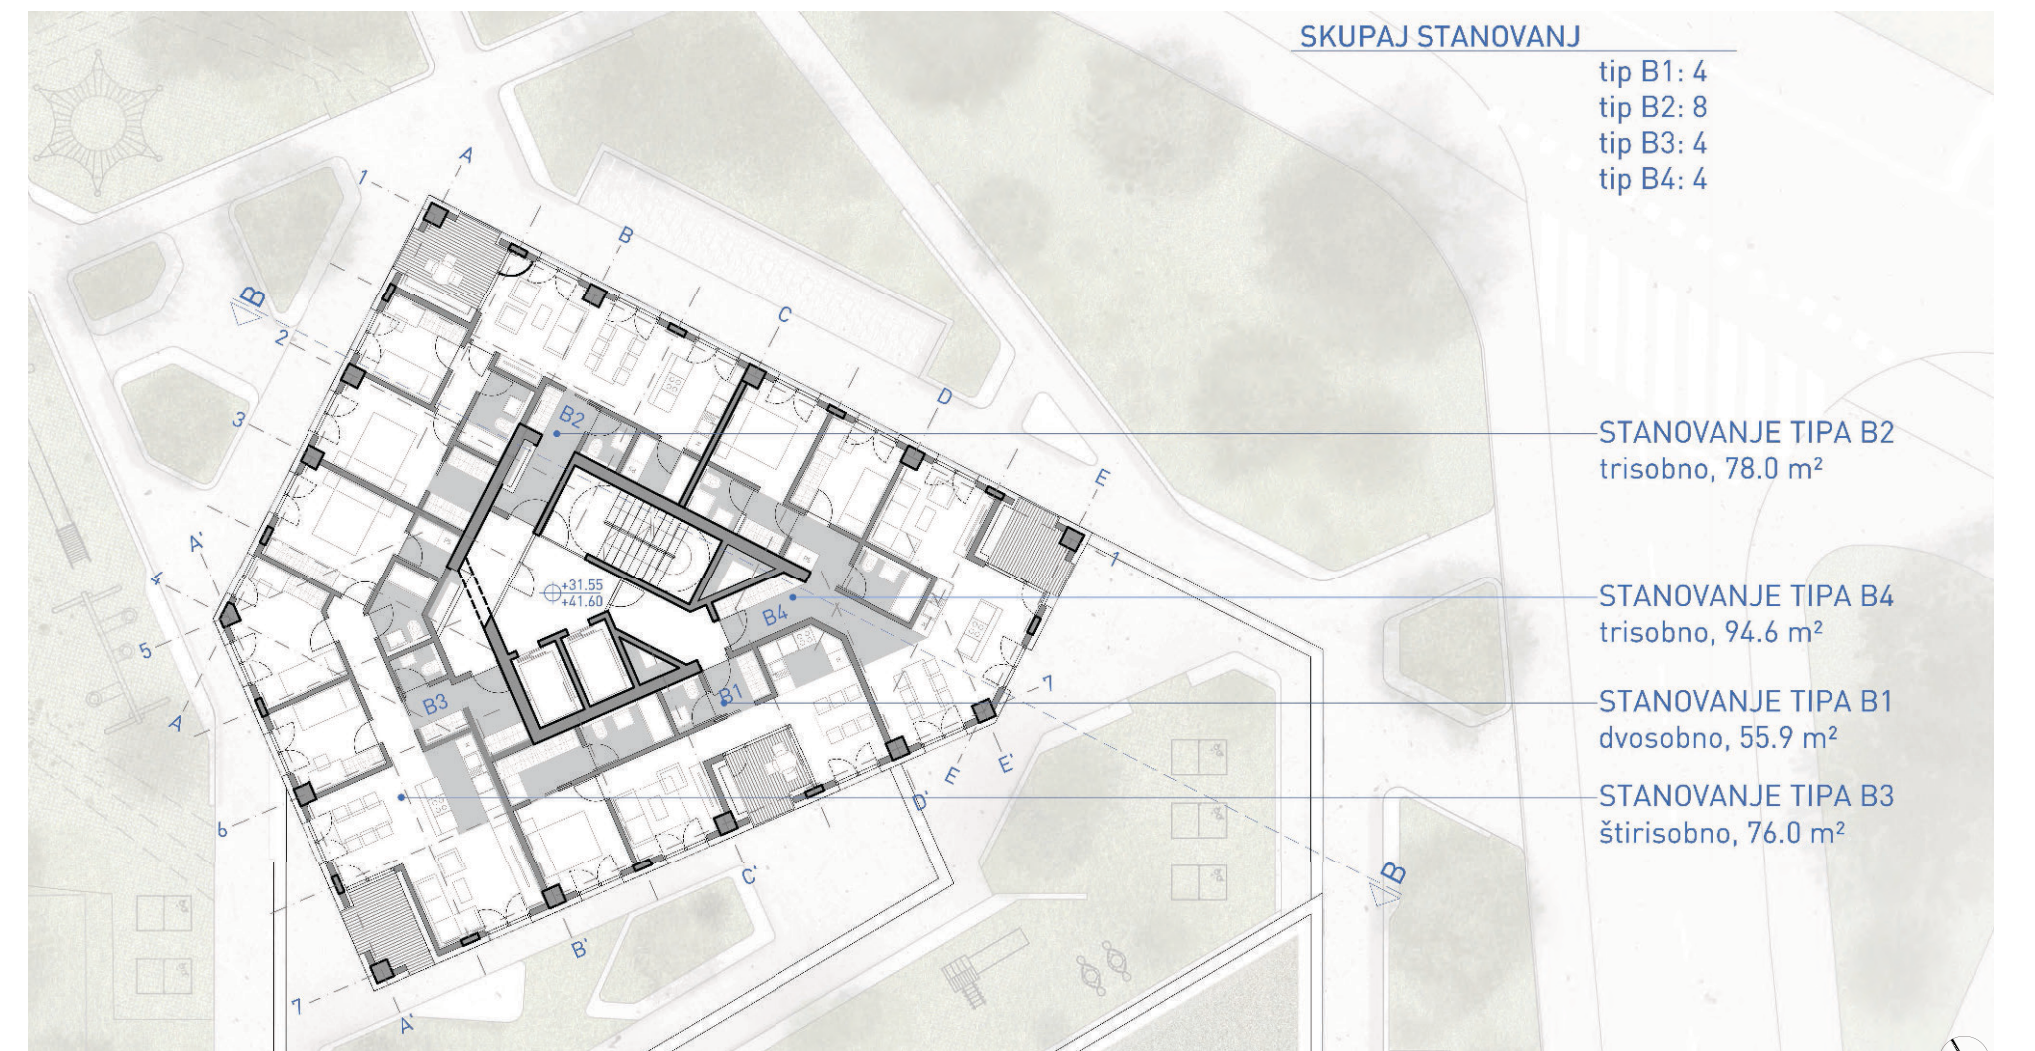 SKUPAJ STANOVANJ
tip B1: 4
tip B2: 8
tip B3: 4
tip B4: 4
A
1
B
B
2
C
3
D
B2
STANOVANJE TIPA B2
trisobno, 78.0 m²
E
1
A'
4
+31.55
+41.60
B4
STANOVANJE TIPA B4
trisobno, 94.6 m²
5
A
B3
B1
7
STANOVANJE TIPA B1
dvosobno, 55.9 m²
E
E'
D'
STANOVANJE TIPA B3
štirisobno, 76.0 m²
6
C'
B
B'
7
A'